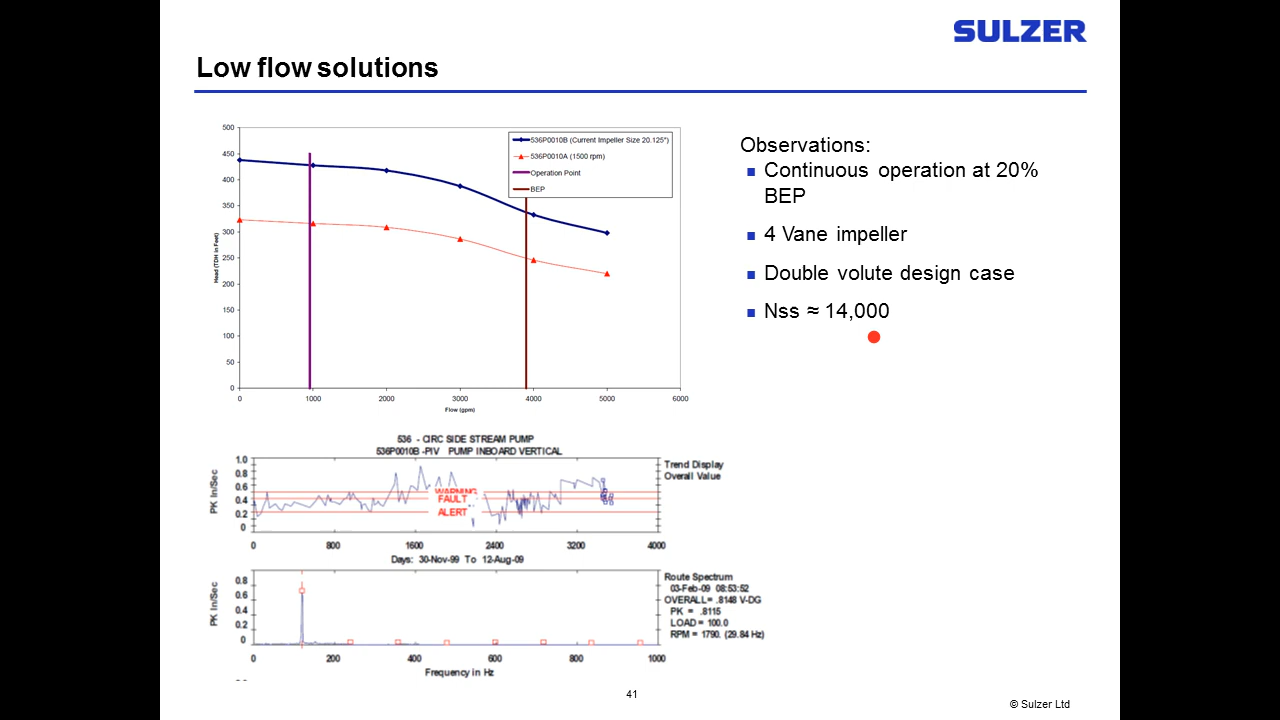 SULZER
Low flow solutions
500
450
400
350
300
250
200
150
100
50
0
Head (TDH in Feet)
536P0010B (Current Impeller Size 20.125")
536P0010A (1500 rpm)
Operation Point
BEP
0 1000 2000 3000 4000 5000 6000
Flow (gpm)
Observations:
Continuous operation at 20%
BEP
4 Vane impeller
Double volute design case
Nss ≈ 14,000
536 - CIRC SIDE STREAM PUMP
536P0010B -PIV PUMP INBOARD VERTICAL
PK In/Sec
1.0
0.8
0.6
0.4
0.2
0
WARNING
FAULT
ALERT
Trend Display
Overall Value
0 800 1600 2400 3200 4000
Days: 30-Nov-99 To 12-Aug-09
PK In/Sec
0.8
0.6
0.4
0.2
0
Route Spectrum
03-Feb-09 08:53:52
OVERALL= .8148 V-DG
PK = .8115
LOAD = 100.0
RPM = 1790. (29.84 Hz)
0 200 400 600 800 1000
Frequency in Hz
41
© Sulzer Ltd